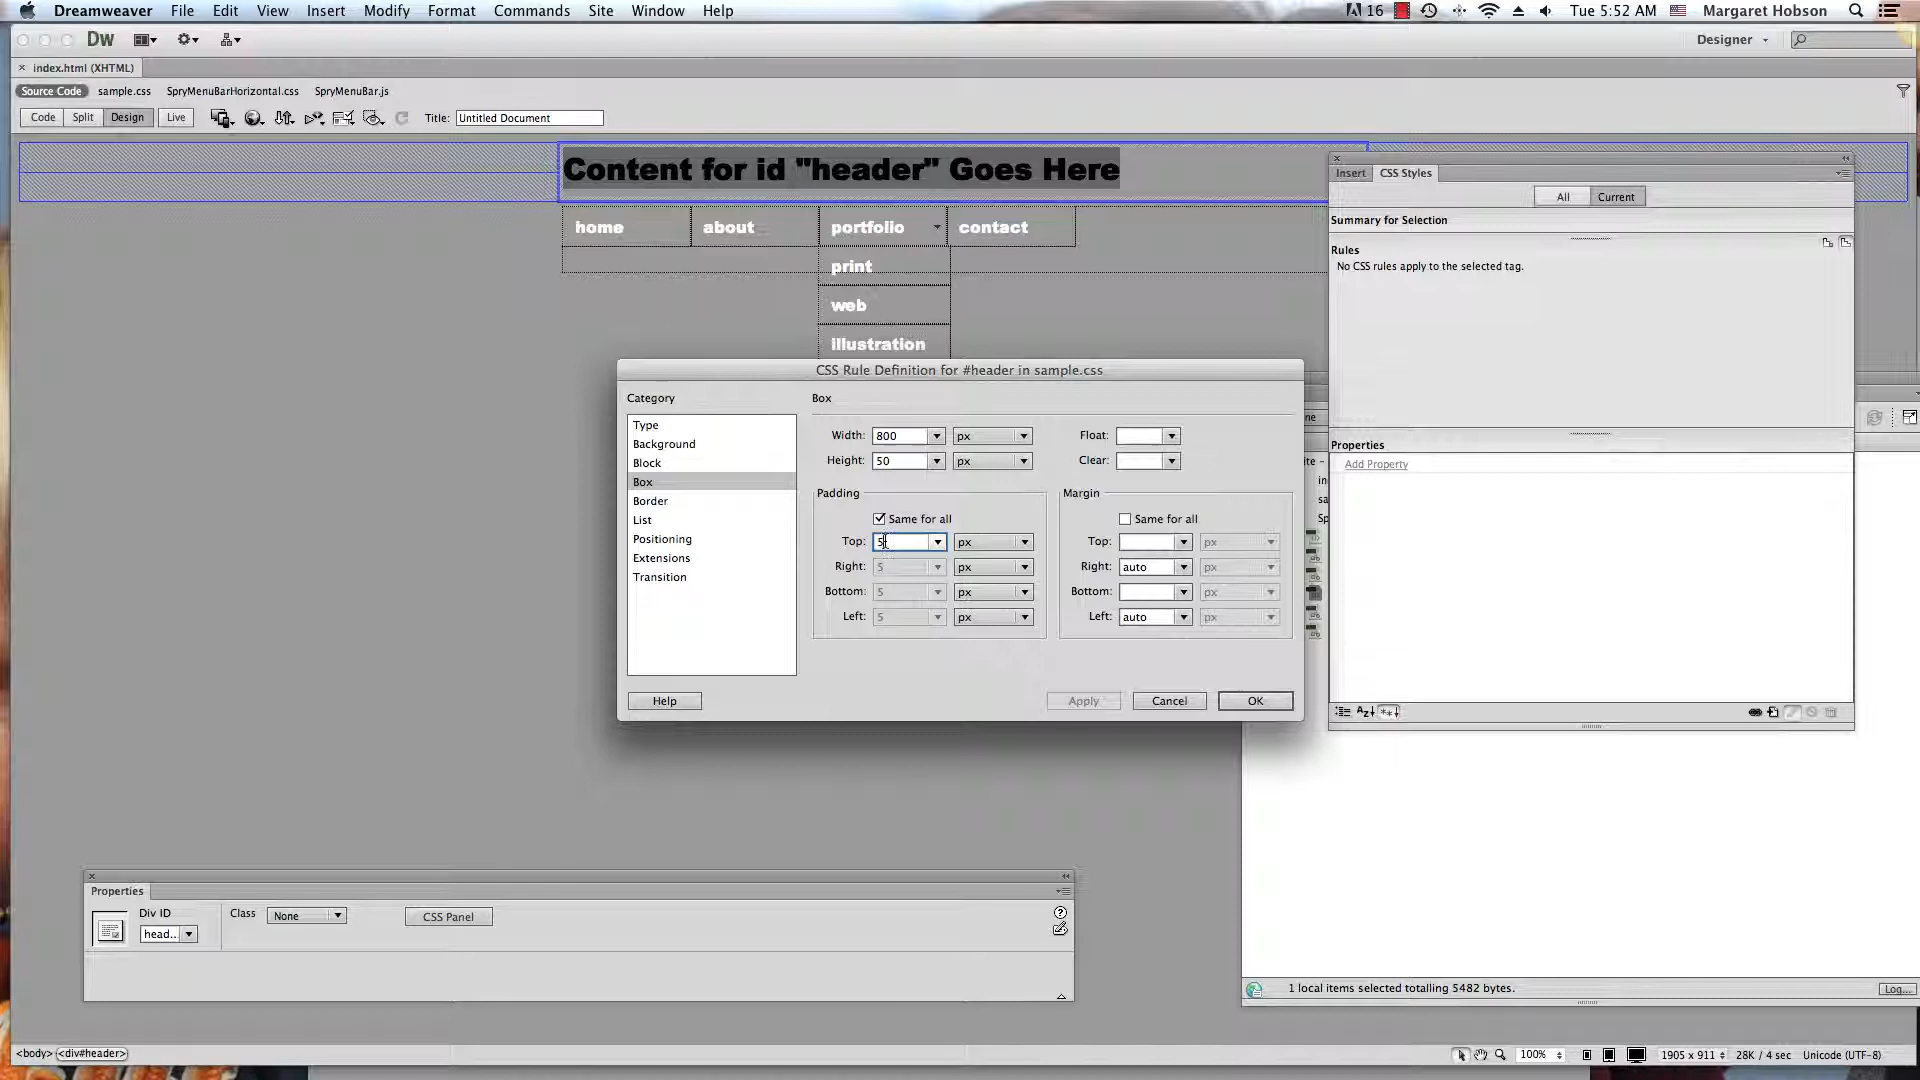 Dreamweaver File Edit View Insert Modify Format Commands Site Window Help 16 Tue 5:52 AM Margaret Hobson
Dw Designer
index.html (XHTML)
Source Code sample.css SpryMenuBarHorizontal.css SpryMenuBar.js
Code Split Design Live Title: Untitled Document
Content for id "header" Goes Here
home about portfolio contact
print
web
illustration
Insert CSS Styles
All Current
Summary for Selection
Rules
No CSS rules apply to the selected tag.
Properties
Add Property
CSS Rule Definition for #header in sample.css
Category Box
Type
Background
Block
Box
Border
List
Positioning
Extensions
Transition
Width: 800 px Float:
Height: 50 px Clear:
Padding Margin
Same for all Same for all
Top: 5 px Top: px
Right: 5 px Right: auto px
Bottom: 5 px Bottom: px
Left: 5 px Left: auto px
Help Apply Cancel OK
Properties
Div ID Class None CSS Panel
head..
1 local items selected totalling 5482 bytes. Log...
<body> <div#header> 100% 1905 x 911 28K / 4 sec Unicode (UTF-8)